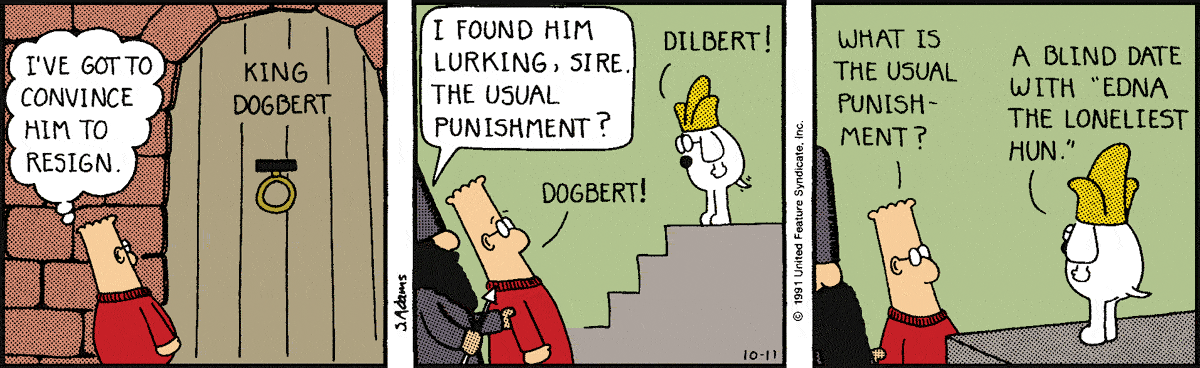 I'VE GOT TO
CONVINCE
HIM TO
RESIGN.
KING
DOGBERT
S.Adams
I FOUND HIM
LURKING, SIRE.
THE USUAL
PUNISHMENT?
DOGBERT!
DILBERT!
10-11
© 1991 United Feature Syndicate, Inc.
WHAT IS
THE USUAL
PUNISH-
MENT?
A BLIND DATE
WITH "EDNA
THE LONELIEST
HUN."